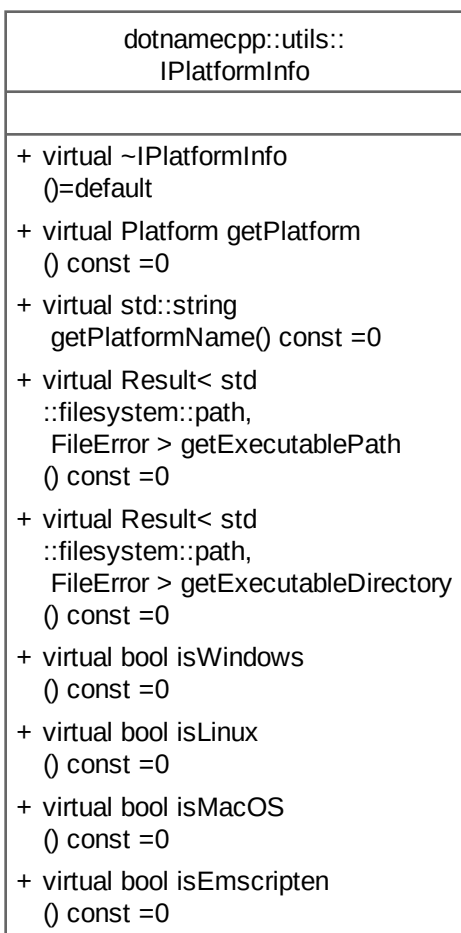 dotnamecpp::utils::
IPlatformInfo
+ virtual ~IPlatformInfo
()=default
+ virtual Platform getPlatform
() const =0
+ virtual std::string
getPlatformName() const =0
+ virtual Result< std
::filesystem::path,
FileError > getExecutablePath
() const =0
+ virtual Result< std
::filesystem::path,
FileError > getExecutableDirectory
() const =0
+ virtual bool isWindows
() const =0
+ virtual bool isLinux
() const =0
+ virtual bool isMacOS
() const =0
+ virtual bool isEmscripten
() const =0